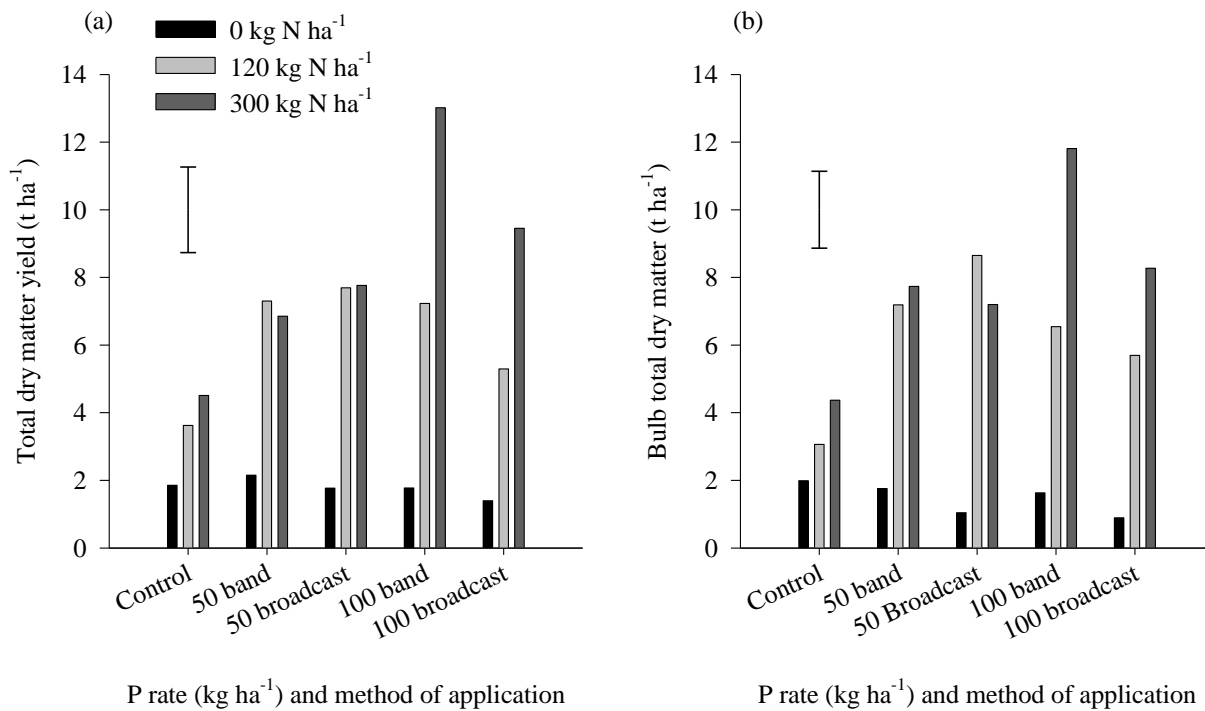 (a)
0 kg N ha⁻¹
120 kg N ha⁻¹
300 kg N ha⁻¹
Total dry matter yield (t ha⁻¹)
14
12
10
8
6
4
2
0
Control
50 band
50 broadcast
100 band
100 broadcast
P rate (kg ha⁻¹) and method of application
(b)
Bulb total dry matter (t ha⁻¹)
14
12
10
8
6
4
2
0
Control
50 band
50 Broadcast
100 band
100 broadcast
P rate (kg ha⁻¹) and method of application